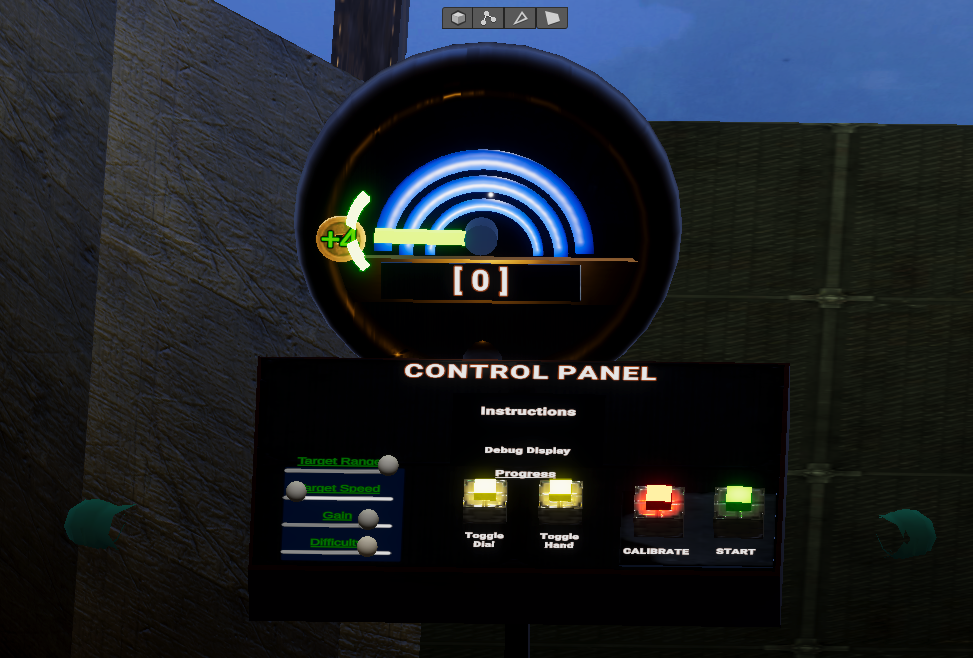 +4
[0]
CONTROL PANEL
Instructions
Debug Display
Progress
Target Range
Target Speed
Gain
Difficulty
Toggle Dial
Toggle Hand
CALIBRATE
START